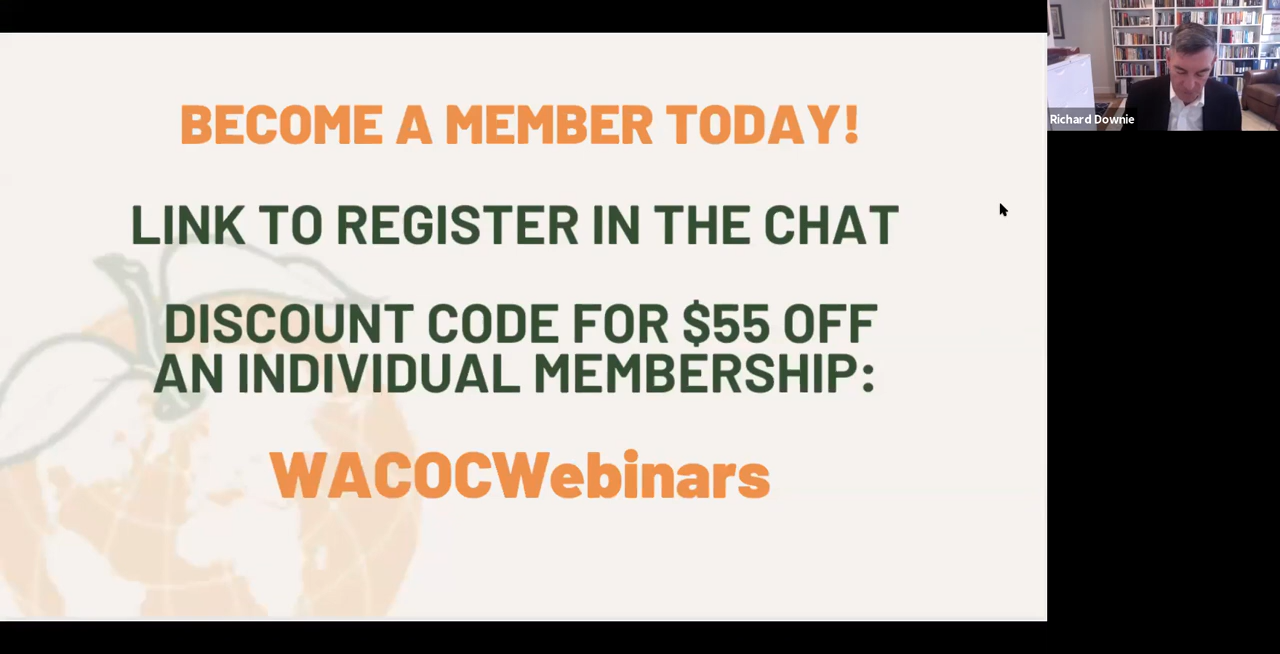 BECOME A MEMBER TODAY!
LINK TO REGISTER IN THE CHAT
DISCOUNT CODE FOR $55 OFF
AN INDIVIDUAL MEMBERSHIP:
WACOCWebinars
Richard Downie